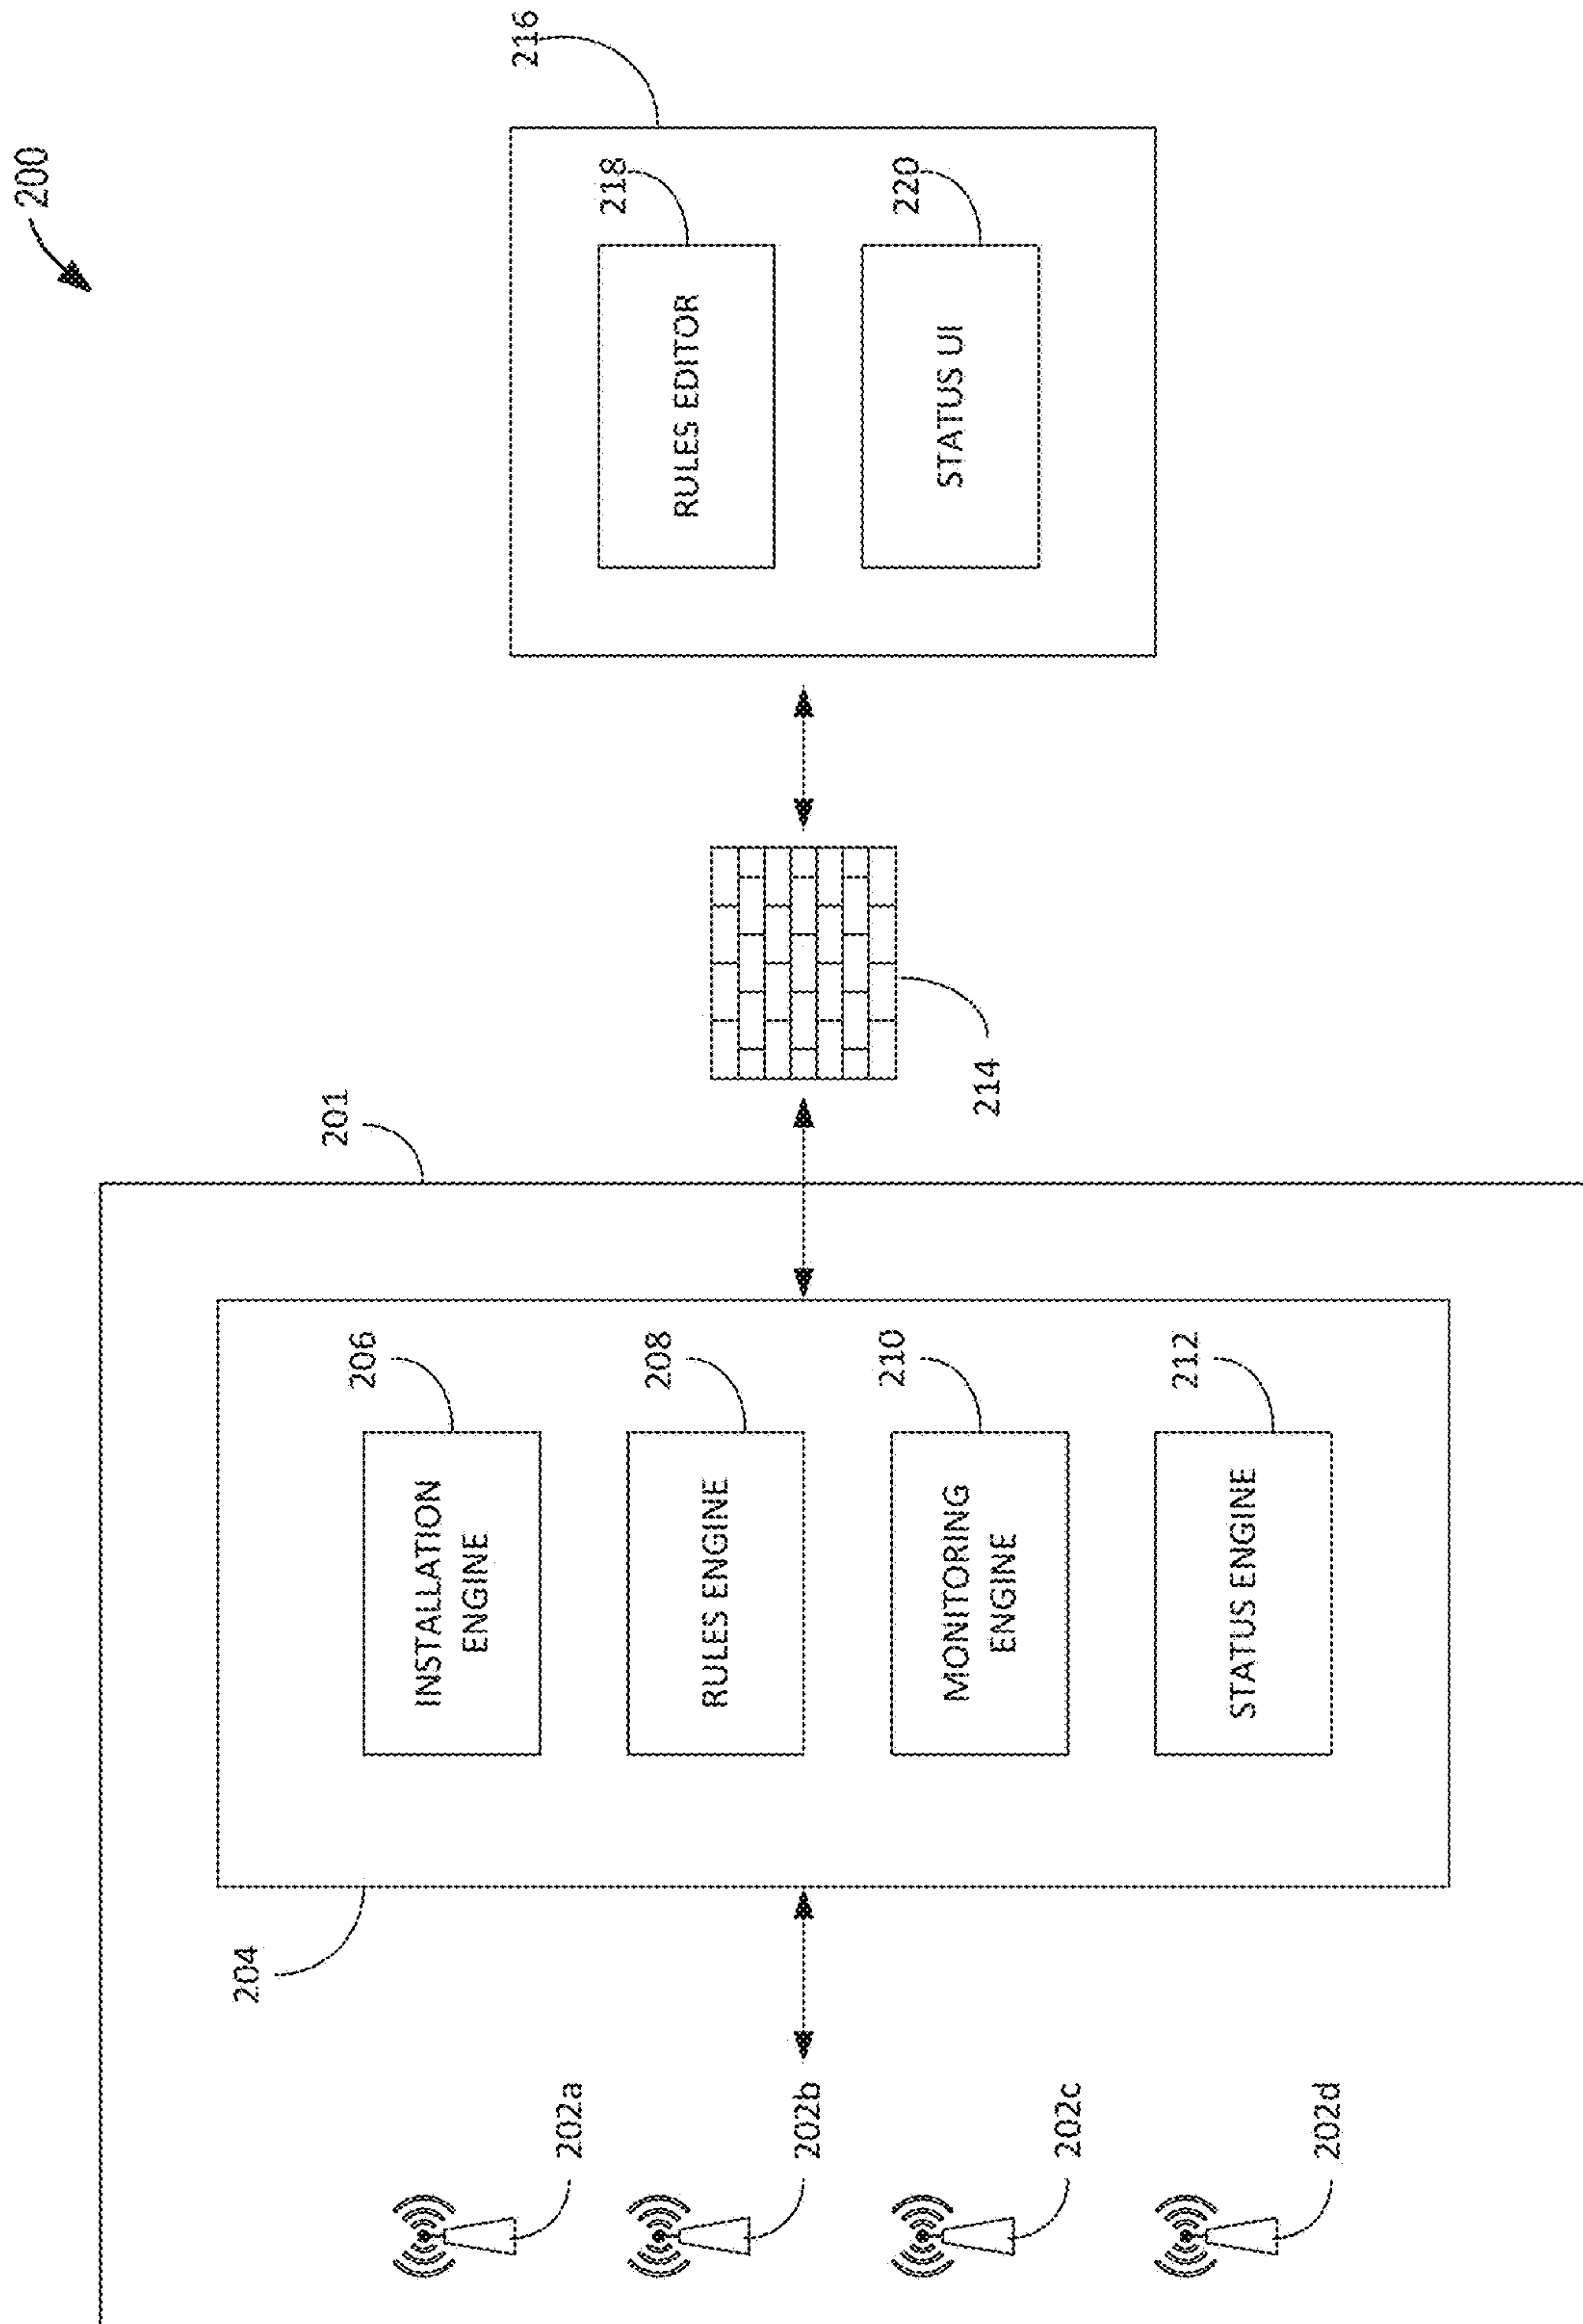 200
201
204
202a
202b
202c
202d
206
INSTALLATION
ENGINE
208
RULES ENGINE
210
MONITORING
ENGINE
212
STATUS ENGINE
214
216
218
RULES EDITOR
220
STATUS UI